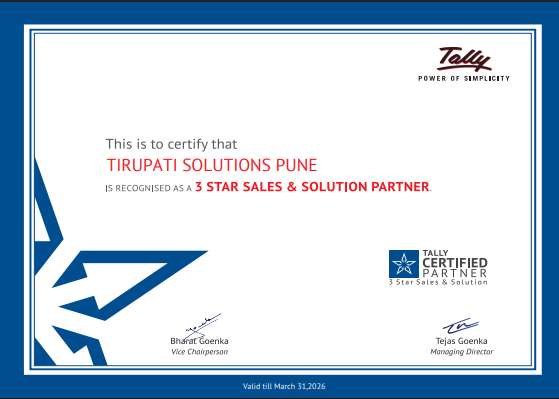 Tally
POWER OF SIMPLICITY
This is to certify that
TIRUPATI SOLUTIONS PUNE
IS RECOGNISED AS A 3 STAR SALES & SOLUTION PARTNER.
TALLY
CERTIFIED
PARTNER
3 Star Sales & Solution
Bharat Goenka
Vice Chairperson
Tejas Goenka
Managing Director
Valid till March 31,2026